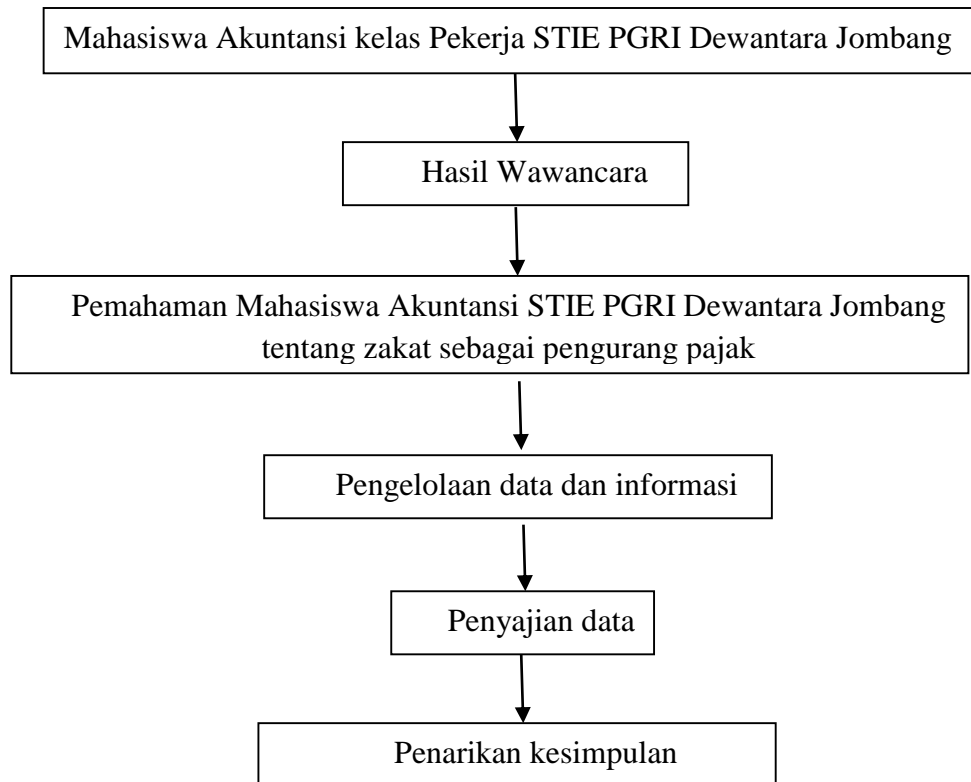 Mahasiswa Akuntansi kelas Pekerja STIE PGRI Dewantara Jombang
Hasil Wawancara
Pemahaman Mahasiswa Akuntansi STIE PGRI Dewantara Jombang
tentang zakat sebagai pengurang pajak
Pengelolaan data dan informasi
Penyajian data
Penarikan kesimpulan